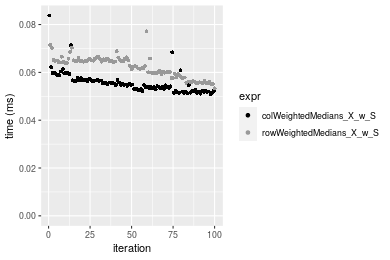 0.08
0.06
0.04
0.02
0.00
time (ms)
0 25 50 75 100
iteration
expr
colWeightedMedians_X_w_S
rowWeightedMedians_X_w_S